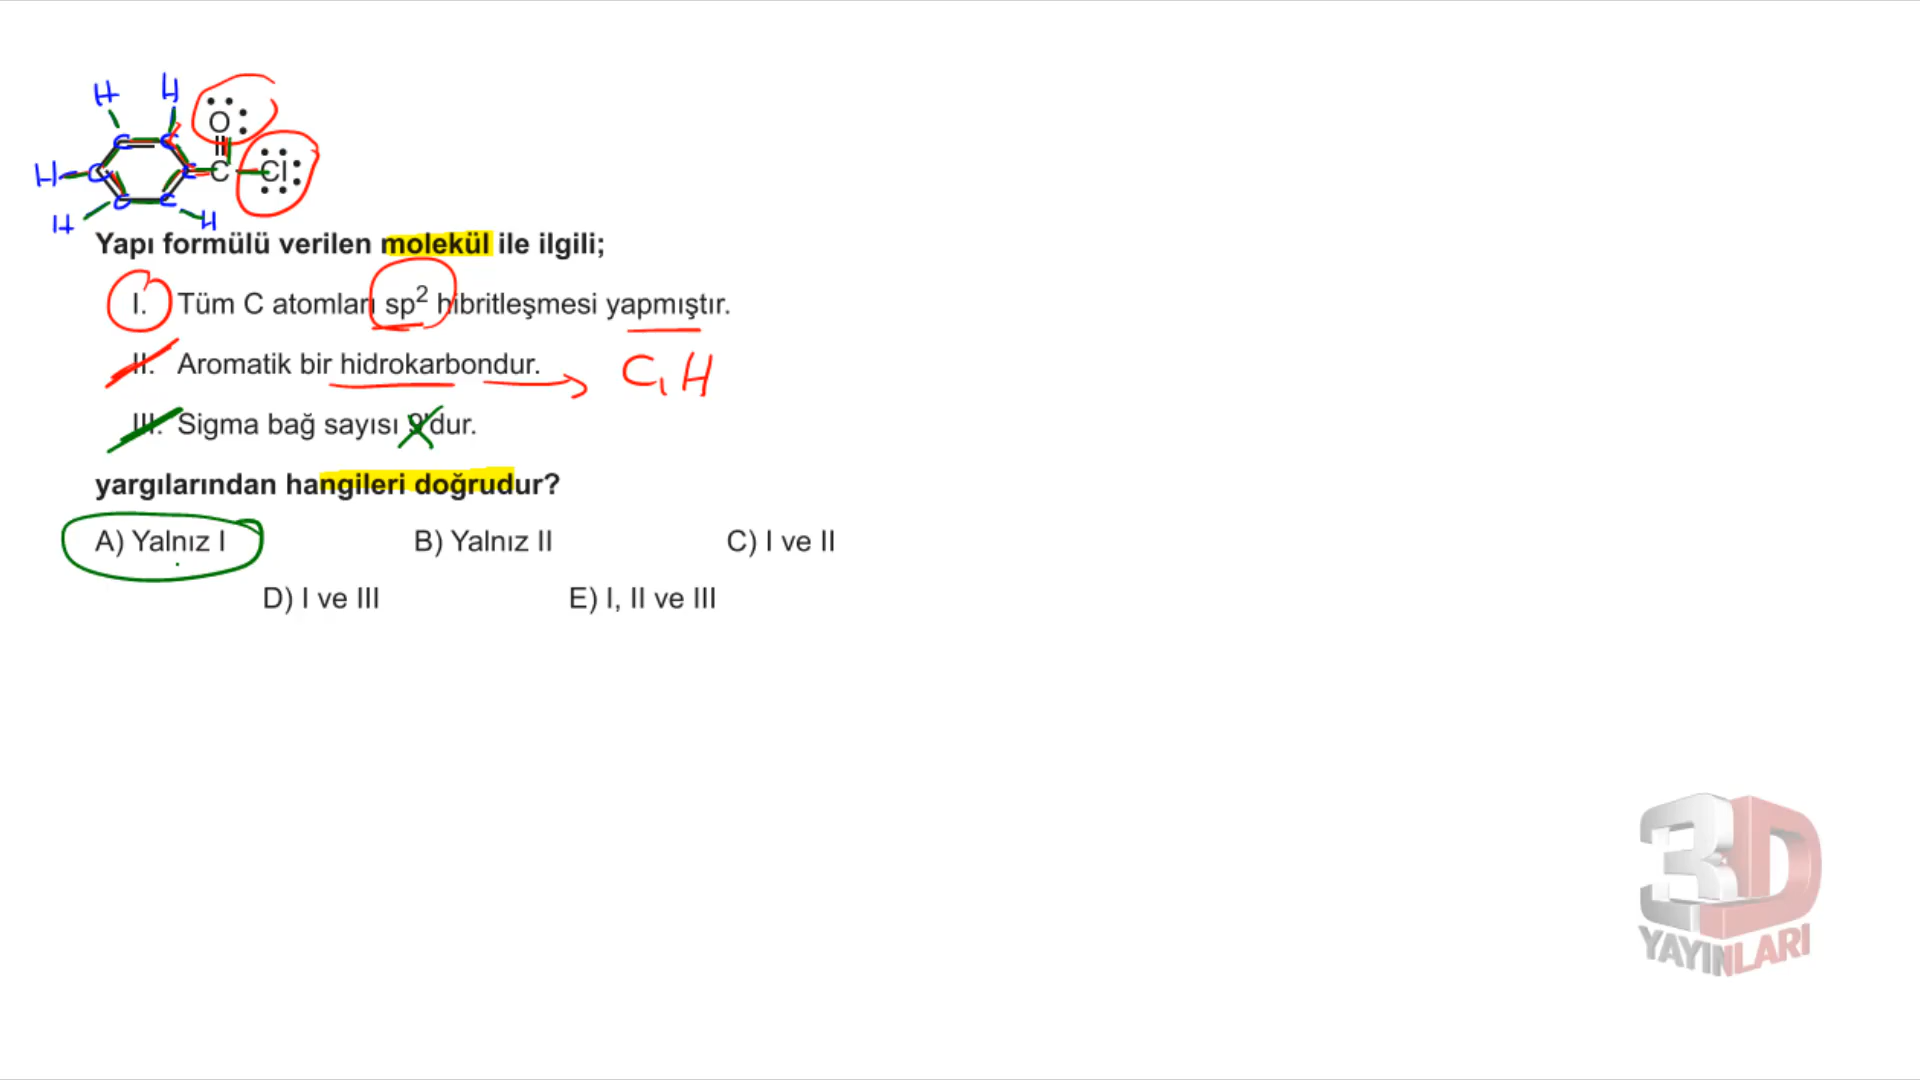 H H
O
H C C C C Cl
C C
H H
Yapı formülü verilen molekül ile ilgili;
I. Tüm C atomları sp² hibritleşmesi yapmıştır.
II. Aromatik bir hidrokarbondur. C, H
III. Sigma bağ sayısı 9'dur.
yargılarından hangileri doğrudur?
A) Yalnız I B) Yalnız II C) I ve II
D) I ve III E) I, II ve III
3D
YAYINLARI